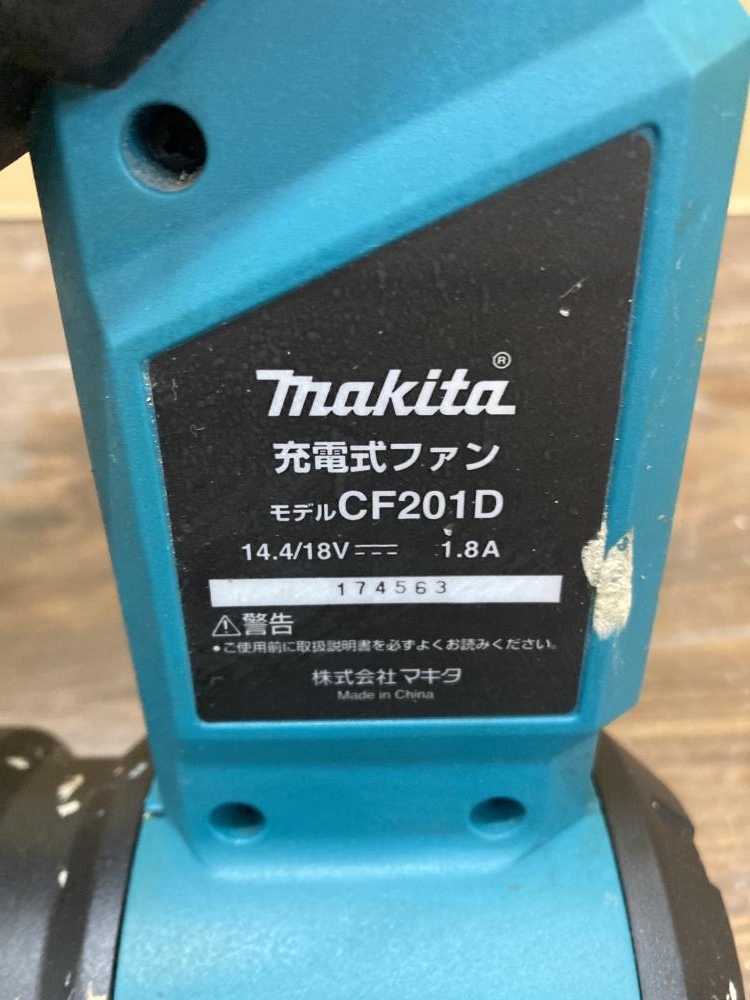 makita®
充電式ファン
モデルCF201D
14.4/18V⎓ 1.8A
174563
⚠警告
●ご使用前に取扱説明書を必ずよくお読みください。
株式会社マキタ
Made in China